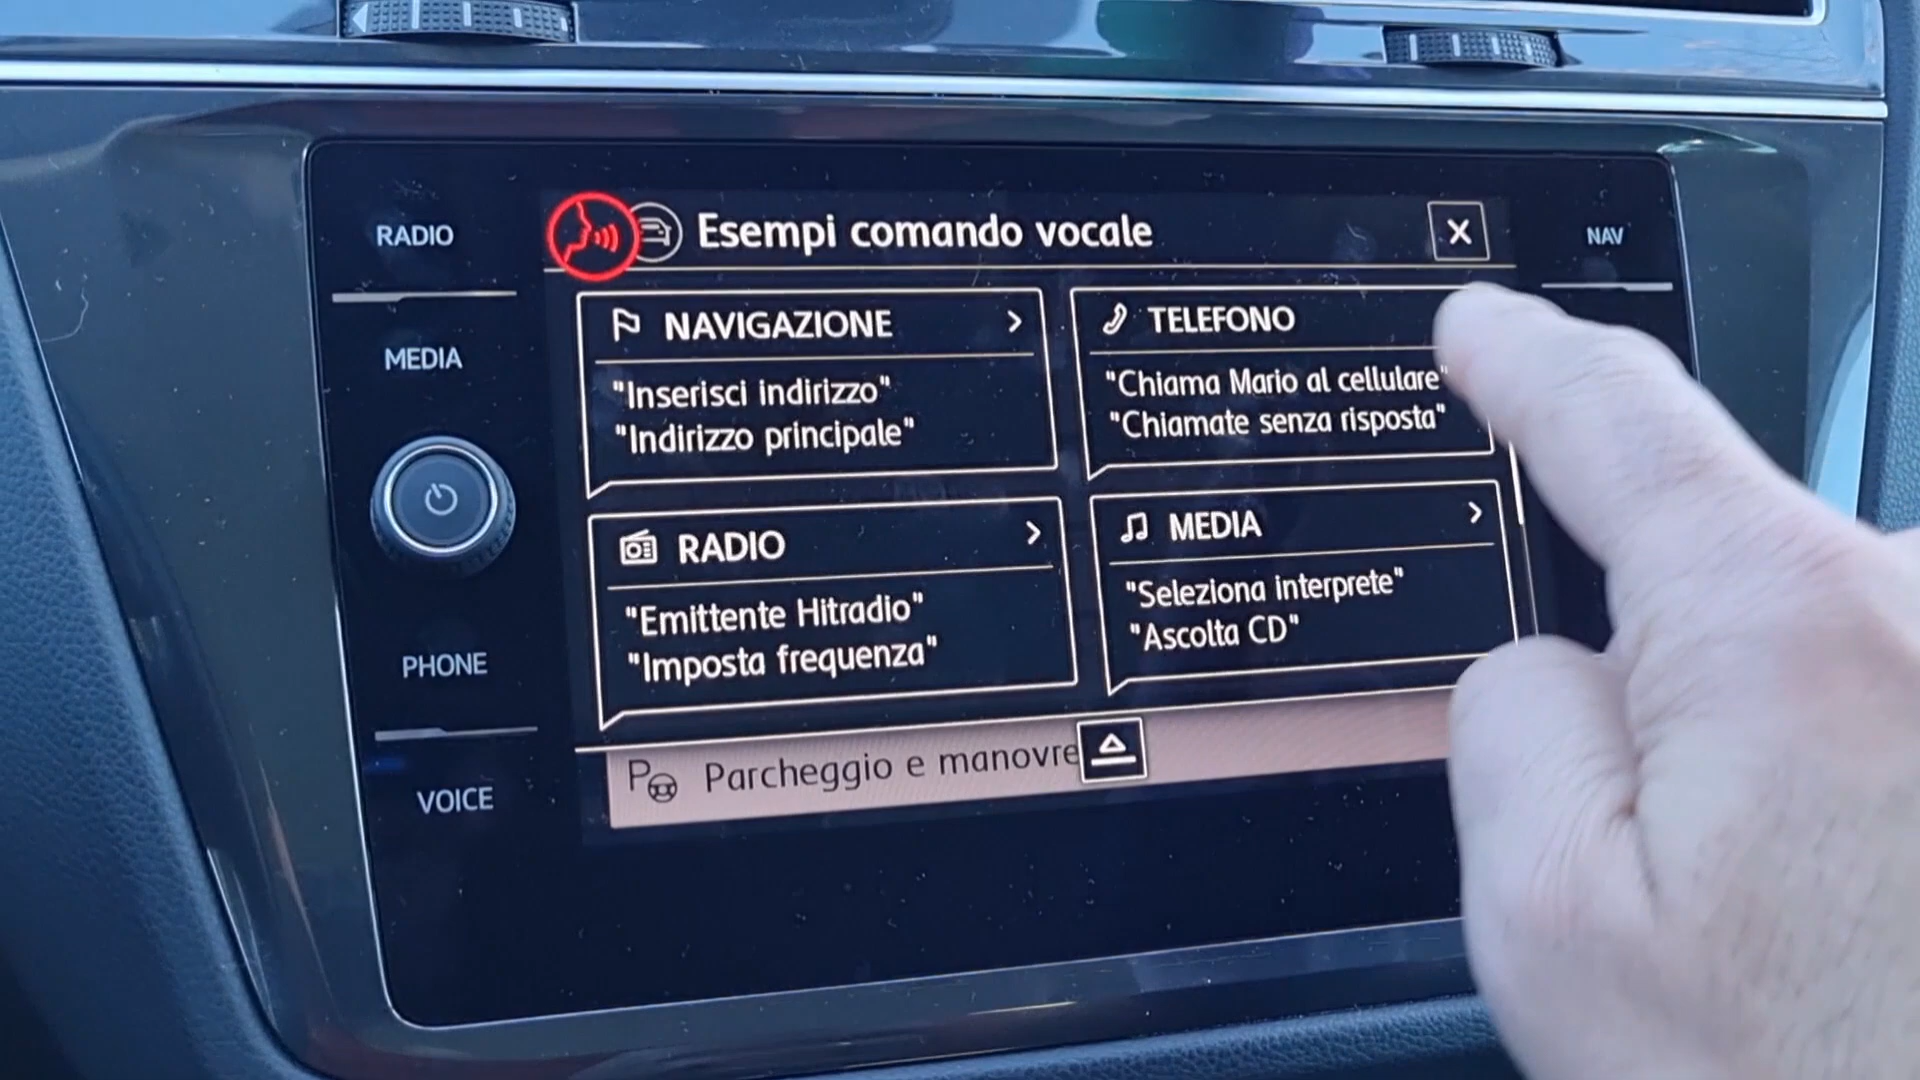 RADIO
MEDIA
PHONE
VOICE
NAV
Esempi comando vocale
X
NAVIGAZIONE
"Inserisci indirizzo"
"Indirizzo principale"
TELEFONO
"Chiama Mario al cellulare"
"Chiamate senza risposta"
RADIO
"Emittente Hitradio"
"Imposta frequenza"
MEDIA
"Seleziona interprete"
"Ascolta CD"
P Parcheggio e manovre